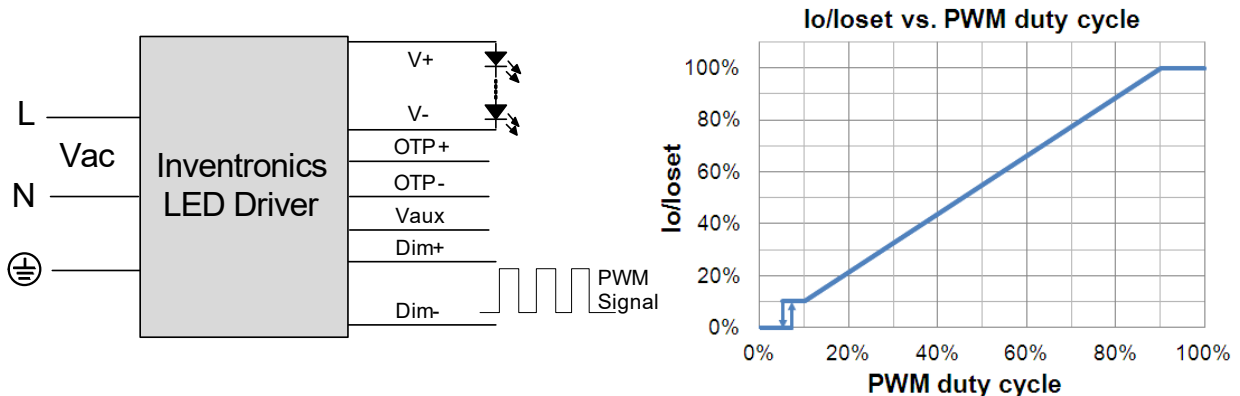 L
Vac
N
Inventronics
LED Driver
V+
V-
OTP+
OTP-
Vaux
Dim+
Dim-
PWM
Signal
Io/Ioset vs. PWM duty cycle
Io/Ioset
100%
80%
60%
40%
20%
0%
0% 20% 40% 60% 80% 100%
PWM duty cycle